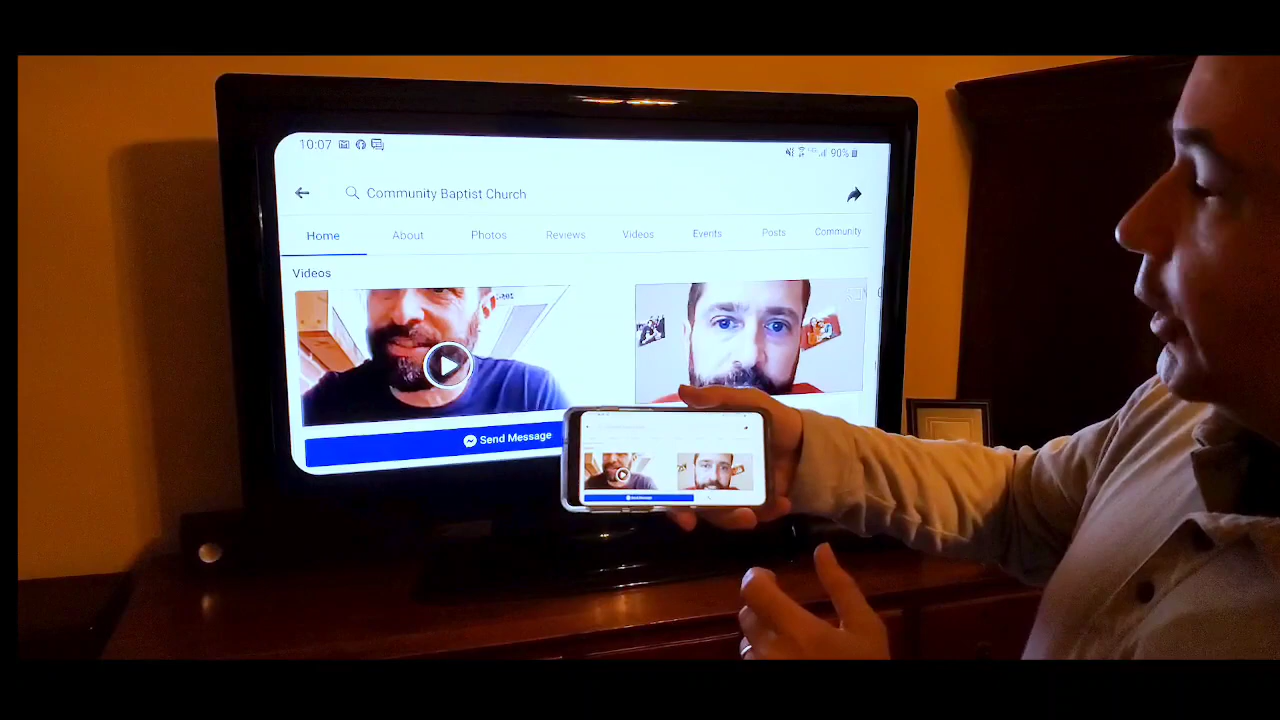 10:07 90%
Community Baptist Church
Home About Photos Reviews Videos Events Posts Community
Videos
Send Message